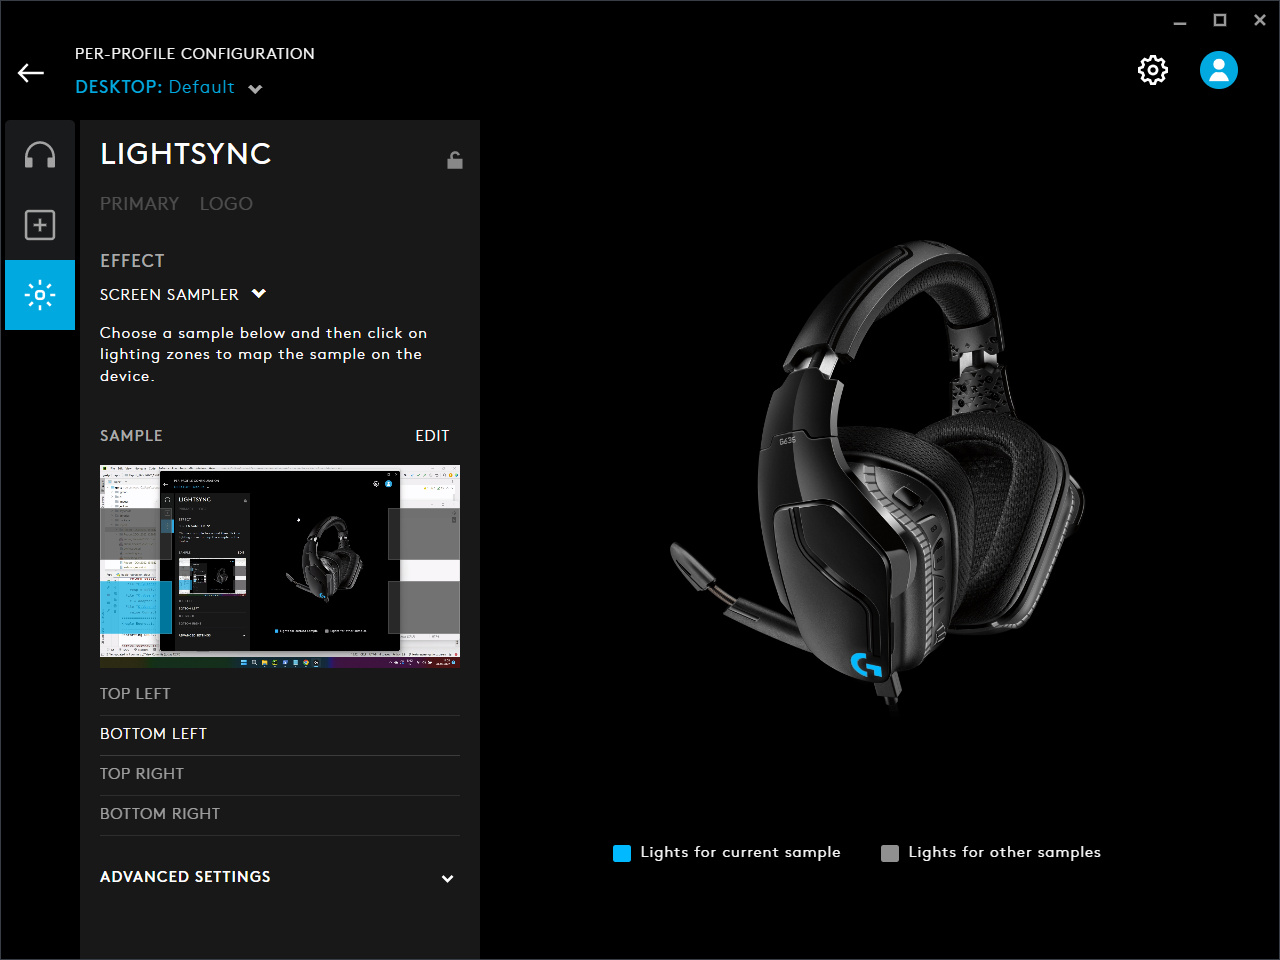 PER-PROFILE CONFIGURATION
DESKTOP: Default
LIGHTSYNC
PRIMARY LOGO
EFFECT
SCREEN SAMPLER
Choose a sample below and then click on
lighting zones to map the sample on the
device.
SAMPLE EDIT
LIGHTSYNC
TOP LEFT
BOTTOM LEFT
TOP RIGHT
BOTTOM RIGHT
ADVANCED SETTINGS
G635
Lights for current sample
Lights for other samples